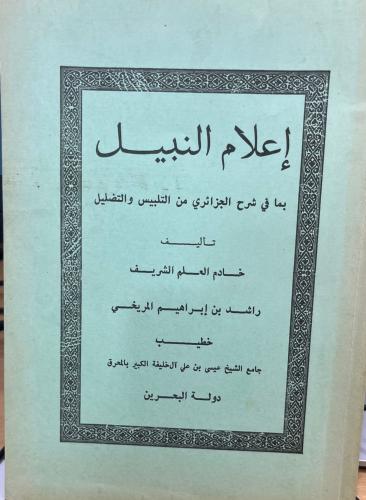 إعلام النبيل
بما في شرح الجزائري من التلبيس والتضليل
تأليف
خادم العلم الشريف
راشد بن إبراهيم المريخي
خطيب
جامع الشيخ عيسى بن علي آل خليفة الكبير بالمحرق
دولة البحرين